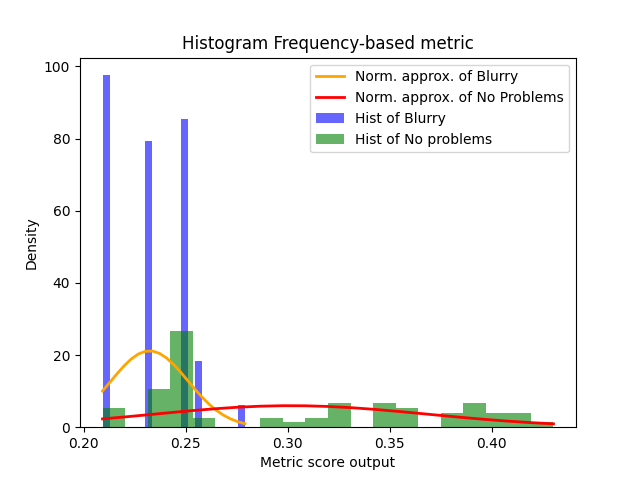 Histogram Frequency-based metric
Norm. approx. of Blurry
Norm. approx. of No Problems
Hist of Blurry
Hist of No problems
Density
100
80
60
40
20
0
0.20 0.25 0.30 0.35 0.40
Metric score output